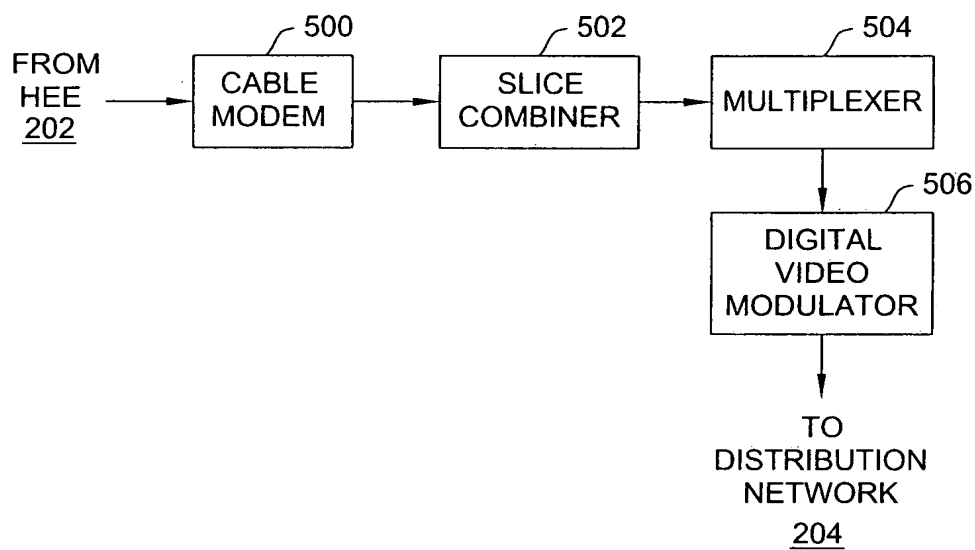 500
502
504
FROM
HEE
202
CABLE
MODEM
SLICE
COMBINER
MULTIPLEXER
506
DIGITAL
VIDEO
MODULATOR
TO
DISTRIBUTION
NETWORK
204